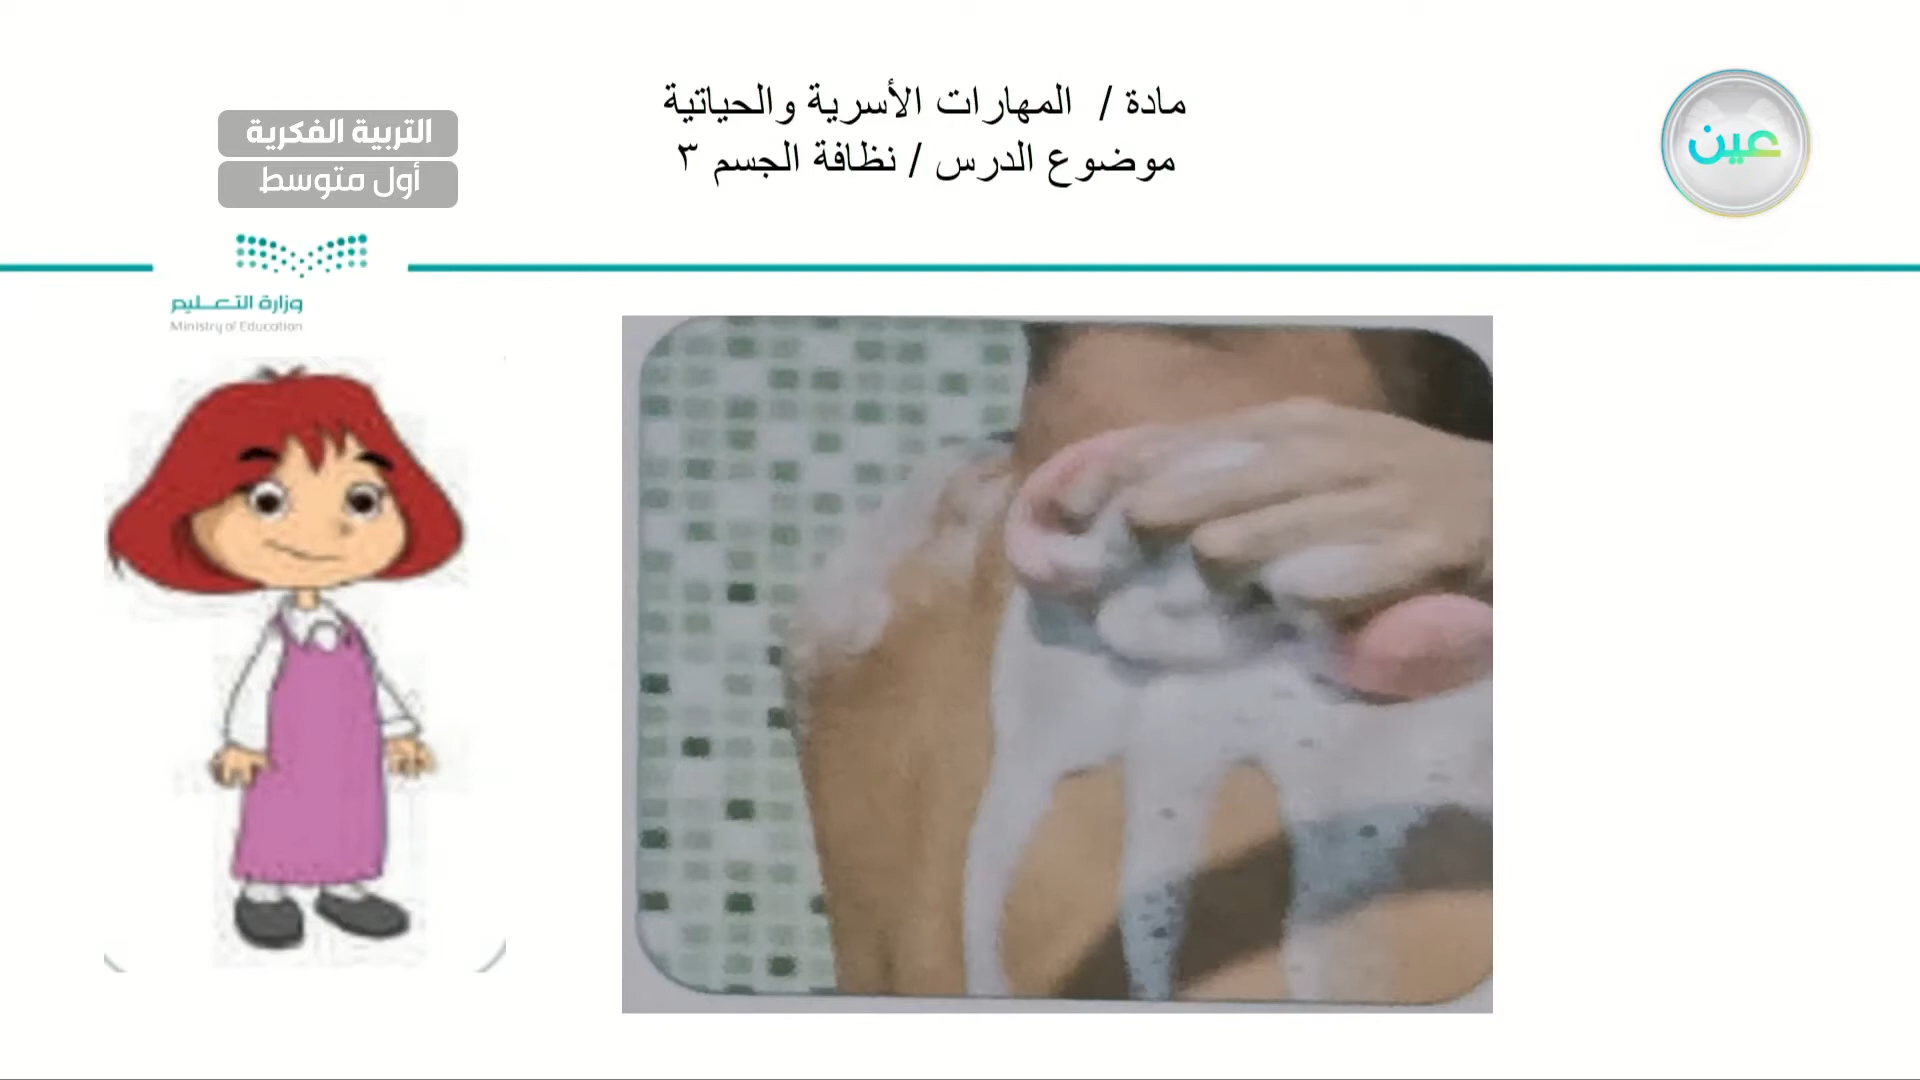 مادة / المهارات الأسرية والحياتية
موضوع الدرس / نظافة الجسم ٣
عين
التربية الفكرية
أول متوسط
وزارة التعليم
Ministry of Education